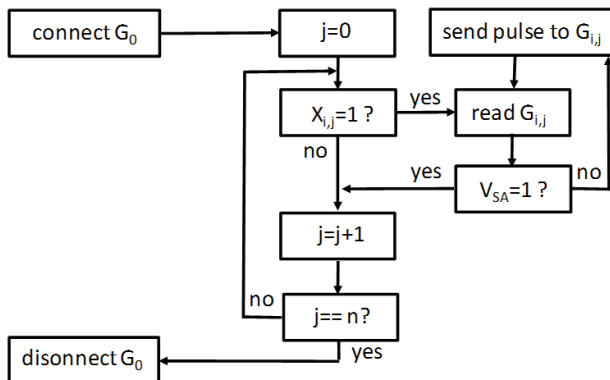 connect G₀
j=0
send pulse to Gᵢ,ⱼ
Xᵢ,ⱼ=1 ?
yes
read Gᵢ,ⱼ
no
yes
V_SA=1 ?
no
j=j+1
no
j== n?
yes
disonnect G₀